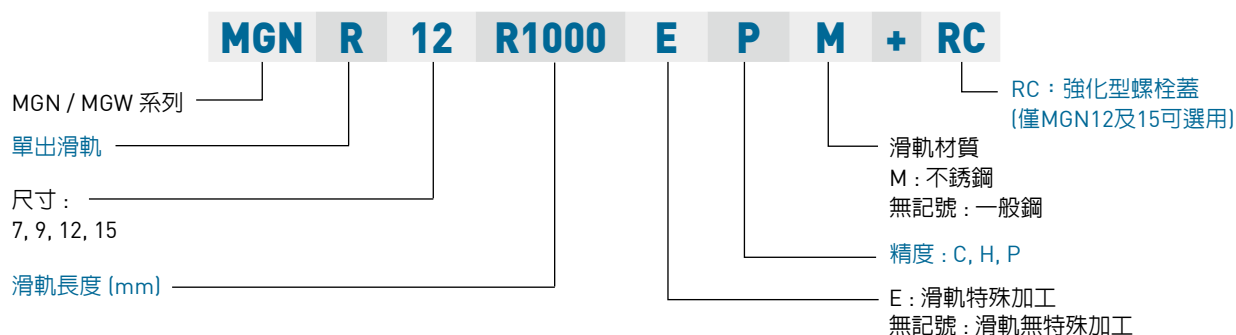 MGN R 12 R1000 E P M + RC
MGN / MGW 系列
單出滑軌
尺寸 :
7, 9, 12, 15
滑軌長度 (mm)
RC：強化型螺栓蓋
(僅MGN12及15可選用)
滑軌材質
M : 不銹鋼
無記號 : 一般鋼
精度 : C, H, P
E : 滑軌特殊加工
無記號 : 滑軌無特殊加工